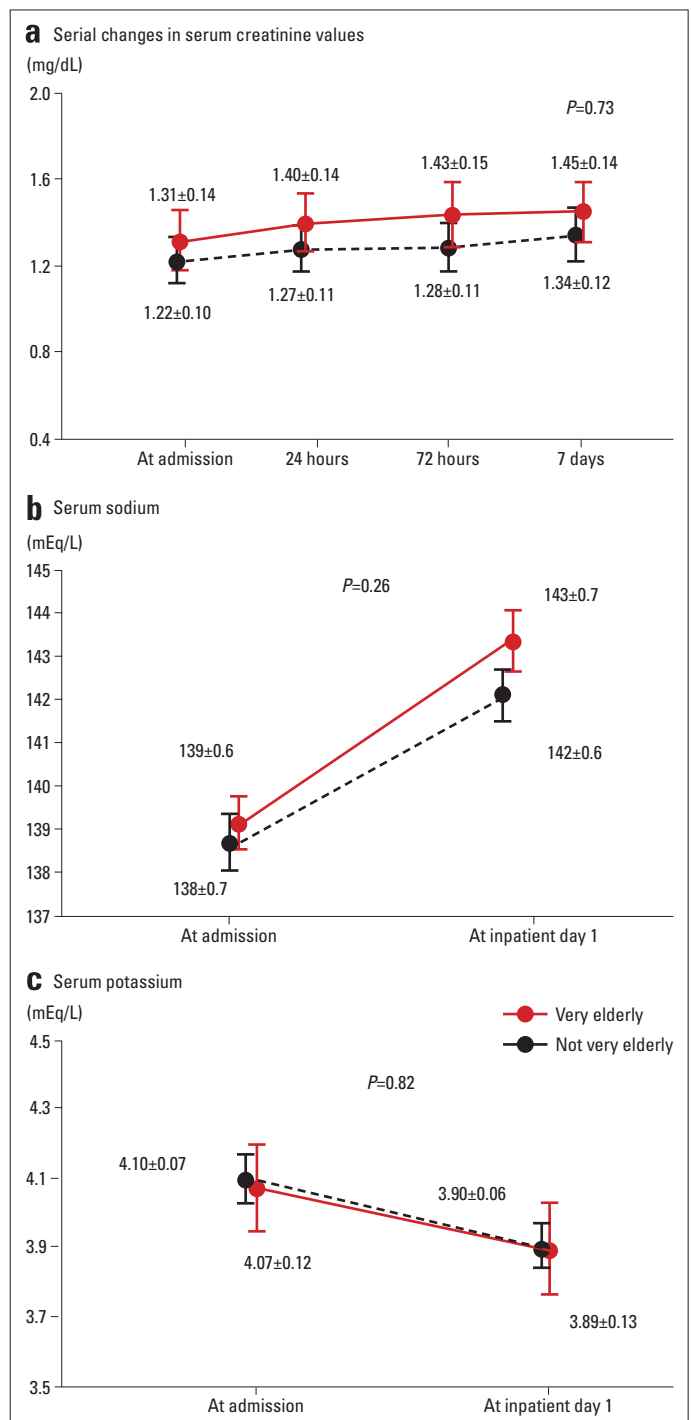 a Serial changes in serum creatinine values
(mg/dL)
2.0
P=0.73
1.43±0.15
1.45±0.14
1.40±0.14
1.6
1.31±0.14
1.2
1.27±0.11
1.28±0.11
1.34±0.12
1.22±0.10
0.8
0.4
At admission
24 hours
72 hours
7 days
b Serum sodium
(mEq/L)
145
P=0.26
143±0.7
144
143
142
141
139±0.6
142±0.6
140
139
138
138±0.7
137
At admission
At inpatient day 1
c Serum potassium
(mEq/L)
Very elderly
Not very elderly
4.5
P=0.82
4.3
4.10±0.07
4.1
3.90±0.06
4.07±0.12
3.9
3.89±0.13
3.7
3.5
At admission
At inpatient day 1